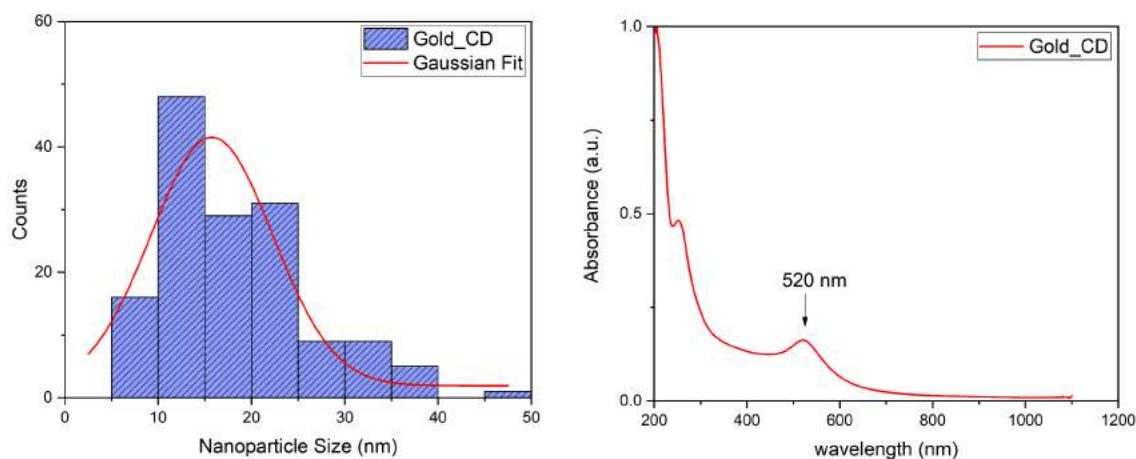 60
40
20
0
Counts
Gold_CD
Gaussian Fit
0 10 20 30 40 50
Nanoparticle Size (nm)
1.0
0.5
0.0
Absorbance (a.u.)
Gold_CD
520 nm
200 400 600 800 1000 1200
wavelength (nm)